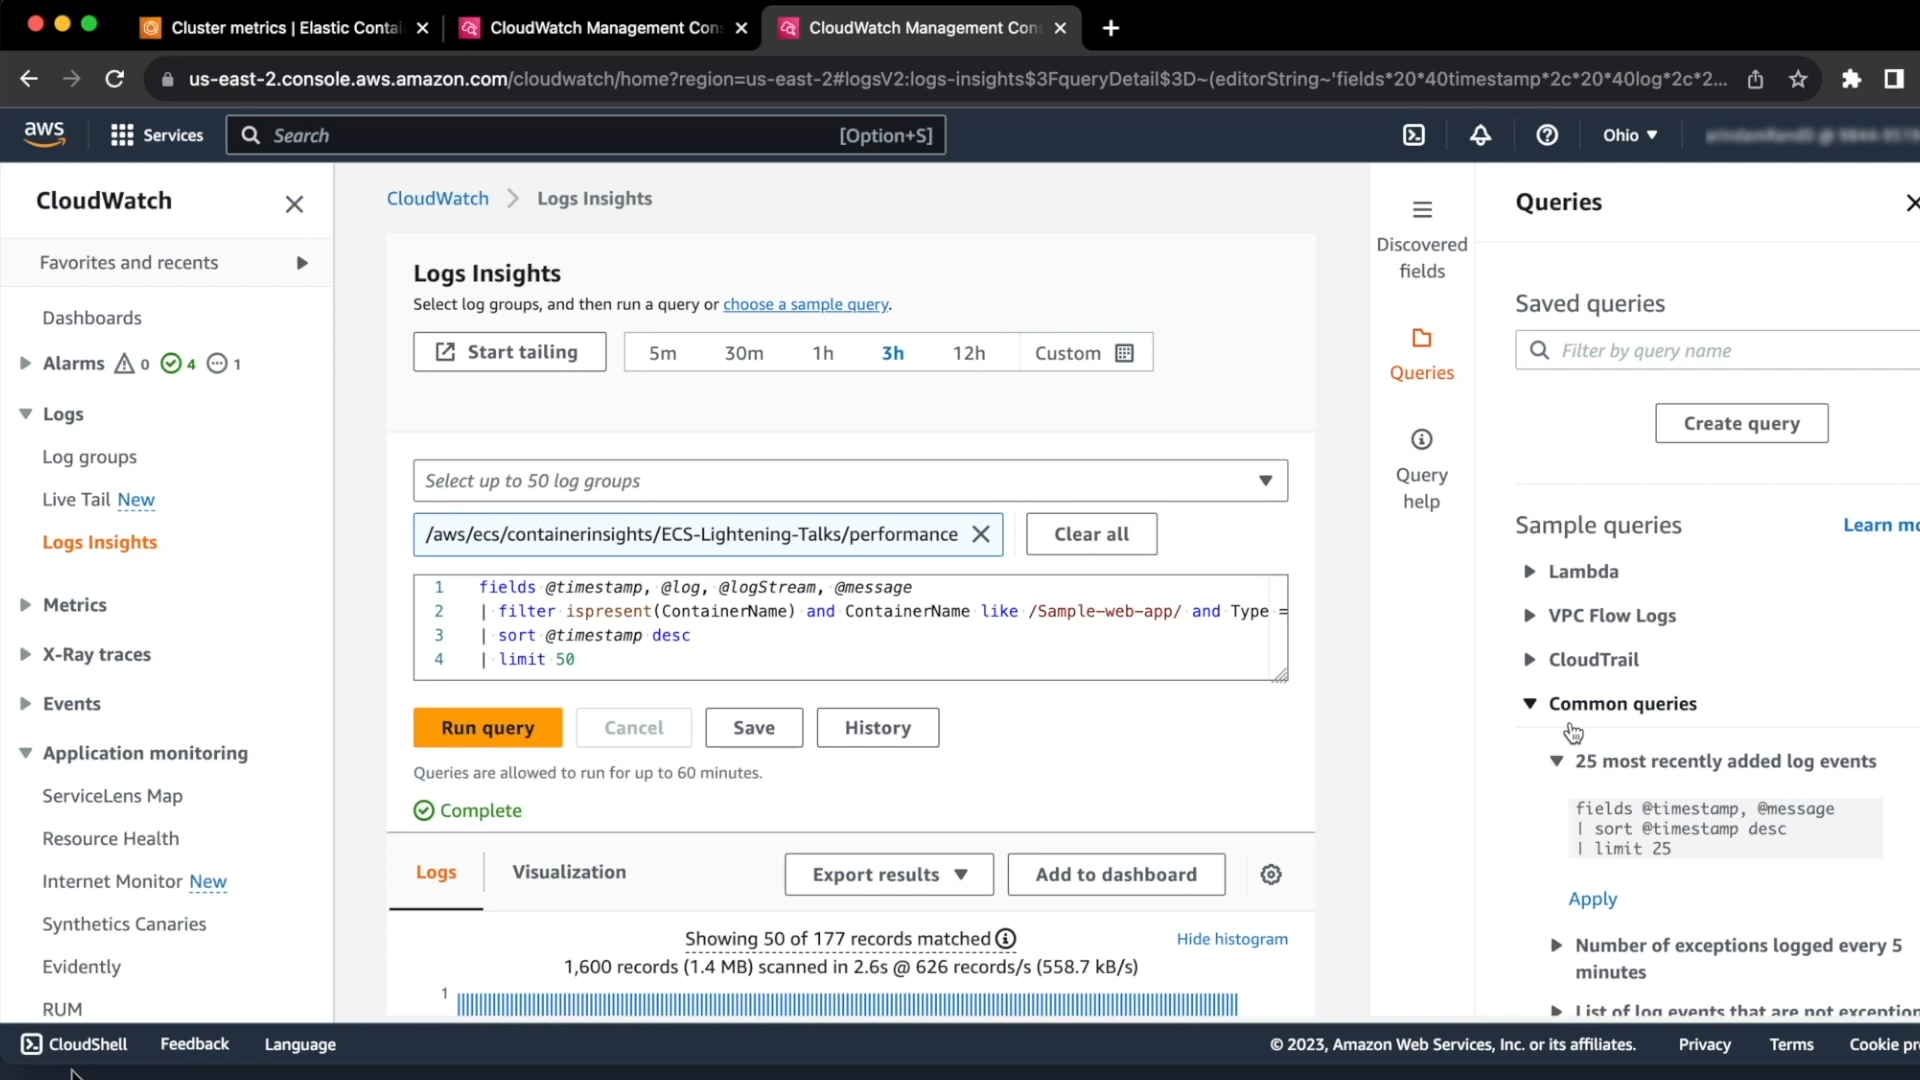 Cluster metrics | Elastic Contai
CloudWatch Management Con
CloudWatch Management Con
us-east-2.console.aws.amazon.com/cloudwatch/home?region=us-east-2#logsV2:logs-insights$3FqueryDetail$3D~(editorString~'fields*20*40timestamp*2c*20*40log*2c*2...
aws
Services
Search
[Option+S]
Ohio
CloudWatch
Favorites and recents
Dashboards
Alarms 0 4 1
Logs
Log groups
Live Tail New
Logs Insights
Metrics
X-Ray traces
Events
Application monitoring
ServiceLens Map
Resource Health
Internet Monitor New
Synthetics Canaries
Evidently
RUM
CloudWatch > Logs Insights
Logs Insights
Select log groups, and then run a query or choose a sample query.
Start tailing
5m 30m 1h 3h 12h Custom
Select up to 50 log groups
/aws/ecs/containerinsights/ECS-Lightening-Talks/performance
Clear all
1 fields @timestamp, @log, @logStream, @message
2 | filter ispresent(ContainerName) and ContainerName like /Sample-web-app/ and Type =
3 | sort @timestamp desc
4 | limit 50
Run query
Cancel
Save
History
Queries are allowed to run for up to 60 minutes.
Complete
Logs
Visualization
Export results
Add to dashboard
Showing 50 of 177 records matched
Hide histogram
1,600 records (1.4 MB) scanned in 2.6s @ 626 records/s (558.7 kB/s)
1
Discovered
fields
Queries
Query
help
Queries
Saved queries
Filter by query name
Create query
Sample queries
Learn mo
Lambda
VPC Flow Logs
CloudTrail
Common queries
25 most recently added log events
fields @timestamp, @message
| sort @timestamp desc
| limit 25
Apply
Number of exceptions logged every 5
minutes
List of log events that are not exception
CloudShell
Feedback
Language
© 2023, Amazon Web Services, Inc. or its affiliates.
Privacy
Terms
Cookie pr